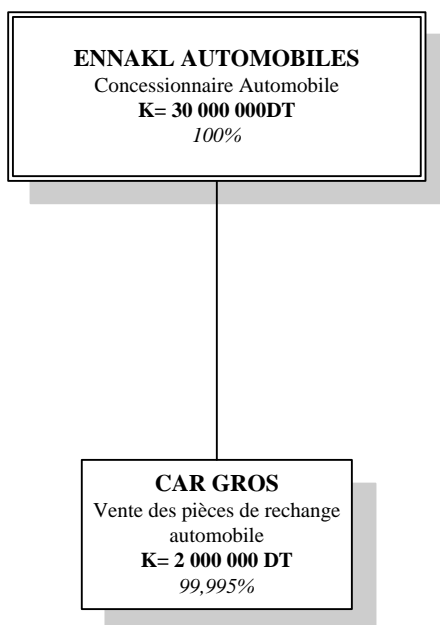 ENNAKL AUTOMOBILES
Concessionnaire Automobile
K= 30 000 000DT
100%
CAR GROS
Vente des pièces de rechange
automobile
K= 2 000 000 DT
99,995%